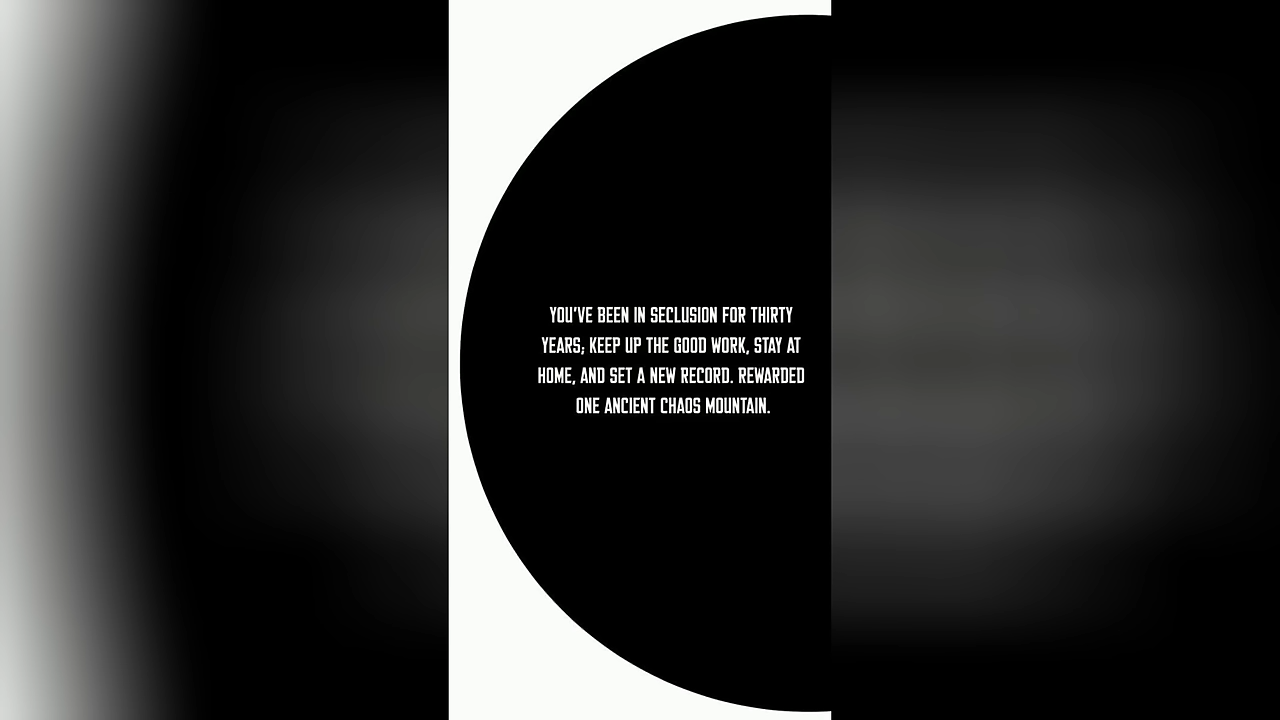 YOU'VE BEEN IN SECLUSION FOR THIRTY
YEARS; KEEP UP THE GOOD WORK, STAY AT
HOME, AND SET A NEW RECORD. REWARDED
ONE ANCIENT CHAOS MOUNTAIN.